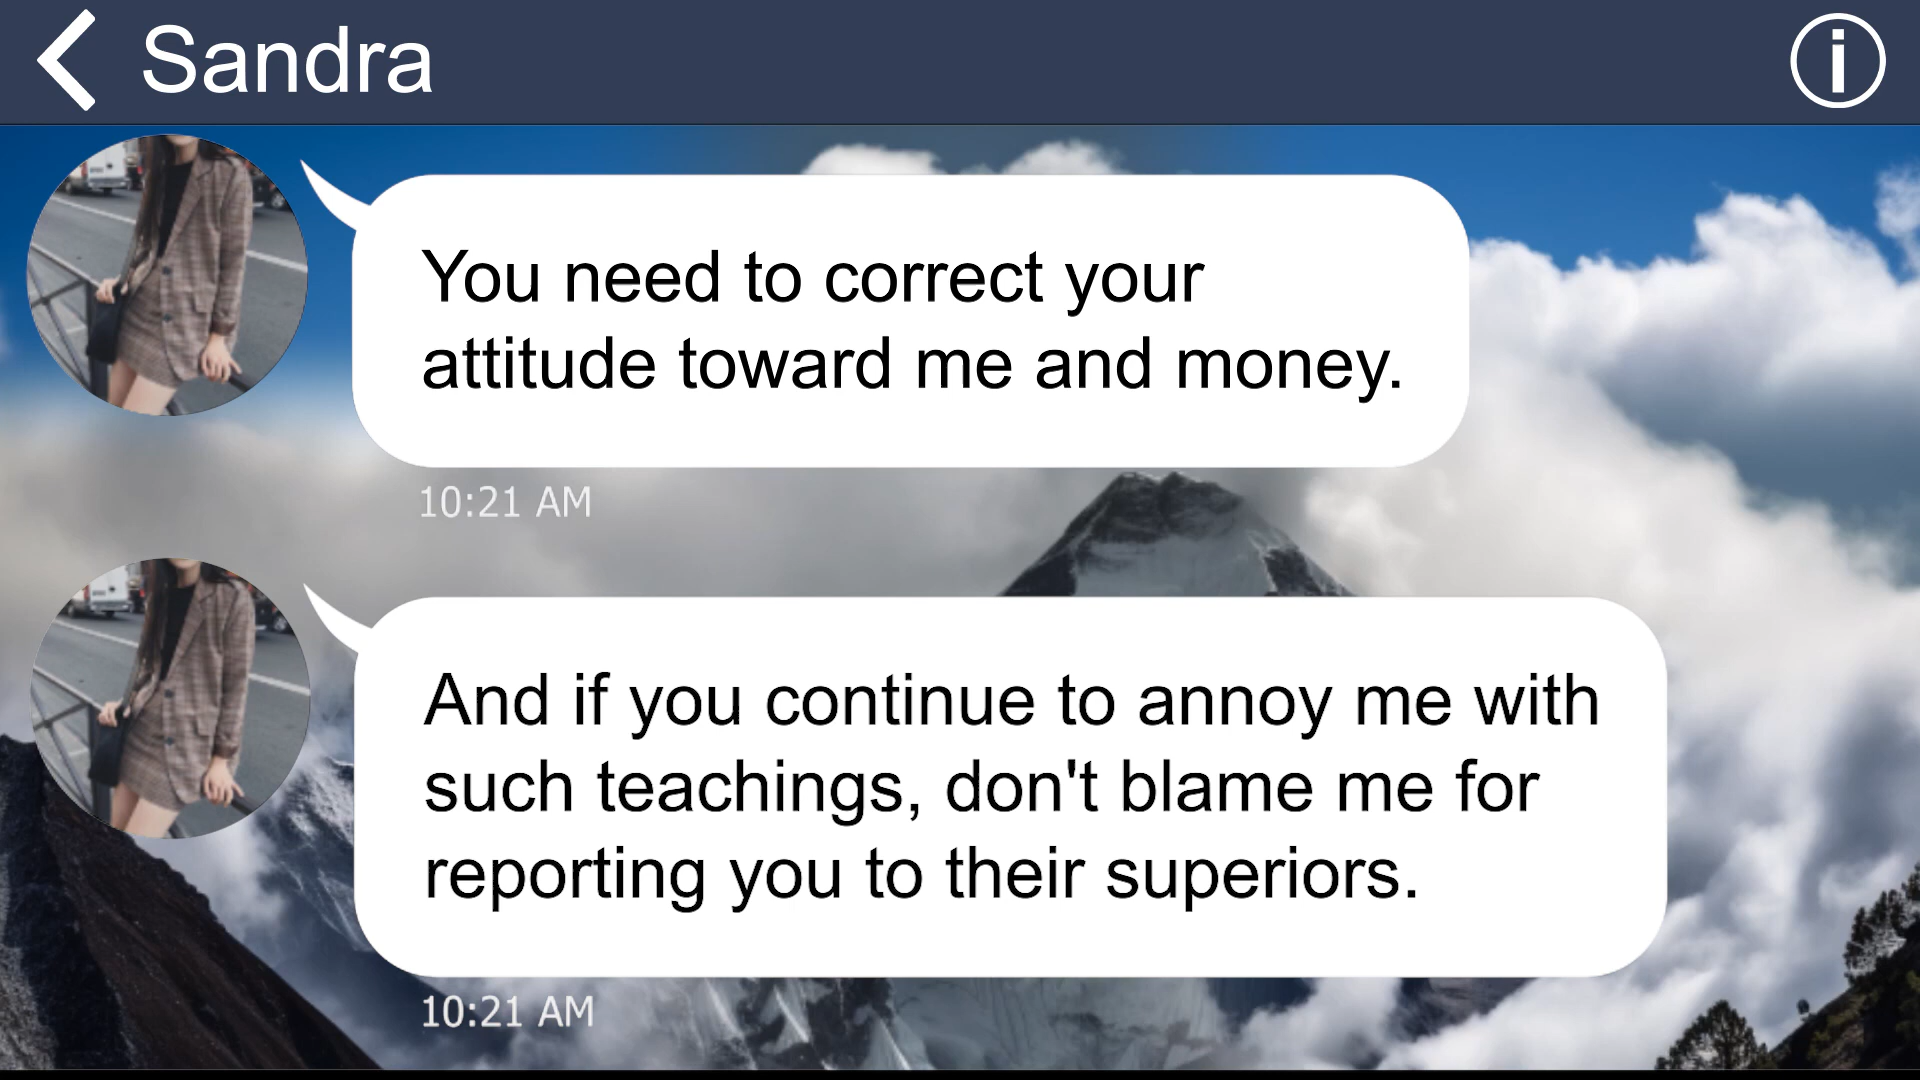 Sandra
You need to correct your
attitude toward me and money.
10:21 AM
And if you continue to annoy me with
such teachings, don't blame me for
reporting you to their superiors.
10:21 AM